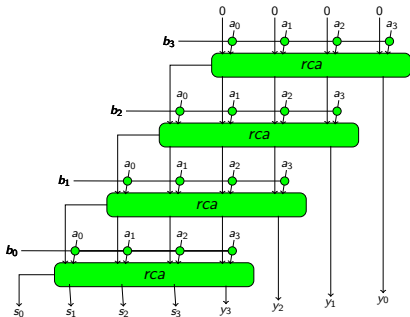 0 0 0 0
b₃ a₀ a₁ a₂ a₃
rca
b₂ a₀ a₁ a₂ a₃
rca
b₁ a₀ a₁ a₂ a₃
rca
b₀ a₀ a₁ a₂ a₃
rca
s₀ s₁ s₂ s₃ y₃ y₂ y₁ y₀